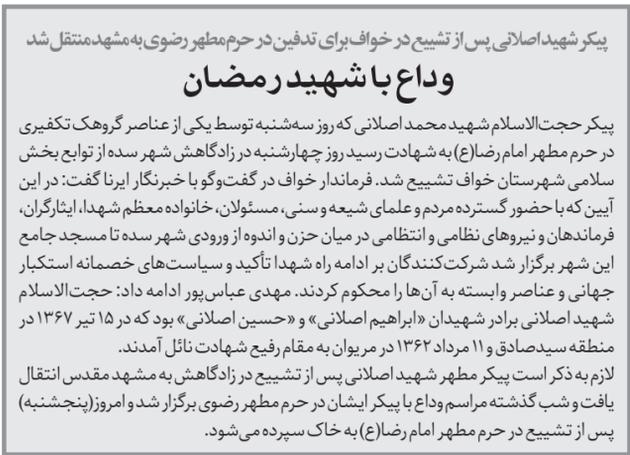 پیکر شهید اصلانی پس از تشییع در خواف برای تدفین در حرم مطهر رضوی به مشهد منتقل شد
وداع با شهید رمضان
پیکر حجت‌الاسلام شهید محمد اصلانی که روز سه‌شنبه توسط یکی از عناصر گروهک تکفیری
در حرم مطهر امام رضا(ع) به شهادت رسید روز چهارشنبه در زادگاهش شهر سده از توابع بخش
سلامی شهرستان خواف تشییع شد. فرماندار خواف در گفت‌وگو با خبرنگار ایرنا گفت: در این
آیین که با حضور گسترده مردم و علمای شیعه و سنی، مسئولان، خانواده معظم شهدا، ایثارگران،
فرماندهان و نیروهای نظامی و انتظامی در میان حزن و اندوه از ورودی شهر سده تا مسجد جامع
این شهر برگزار شد شرکت‌کنندگان بر ادامه راه شهدا تأکید و سیاست‌های خصمانه استکبار
جهانی و عناصر وابسته به آن‌ها را محکوم کردند. مهدی عباس‌پور ادامه داد: حجت‌الاسلام
شهید اصلانی برادر شهیدان «ابراهیم اصلانی» و «حسین اصلانی» بود که در ۱۵ تیر ۱۳۶۷ در
منطقه سیدصادق و ۱۱ مرداد ۱۳۶۲ در مریوان به مقام رفیع شهادت نائل آمدند.
لازم به ذکر است پیکر مطهر شهید اصلانی پس از تشییع در زادگاهش به مشهد مقدس انتقال
یافت و شب گذشته مراسم وداع با پیکر ایشان در حرم مطهر رضوی برگزار شد و امروز(پنجشنبه)
پس از تشییع در حرم مطهر امام رضا(ع) به خاک سپرده می‌شود.